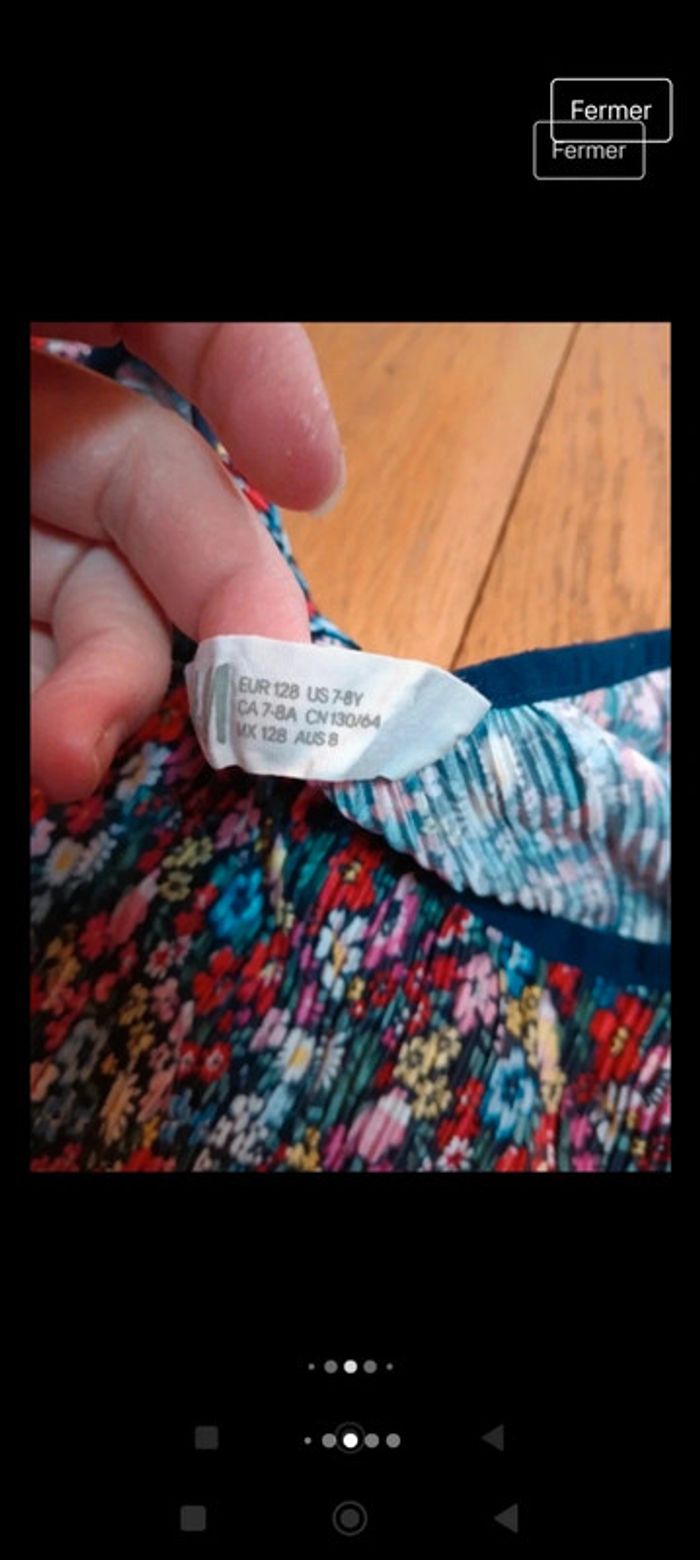 Fermer
Fermer
EUR 128 US 7-8Y
CA 7-8A CN 130/64
MX 128 AUS 8